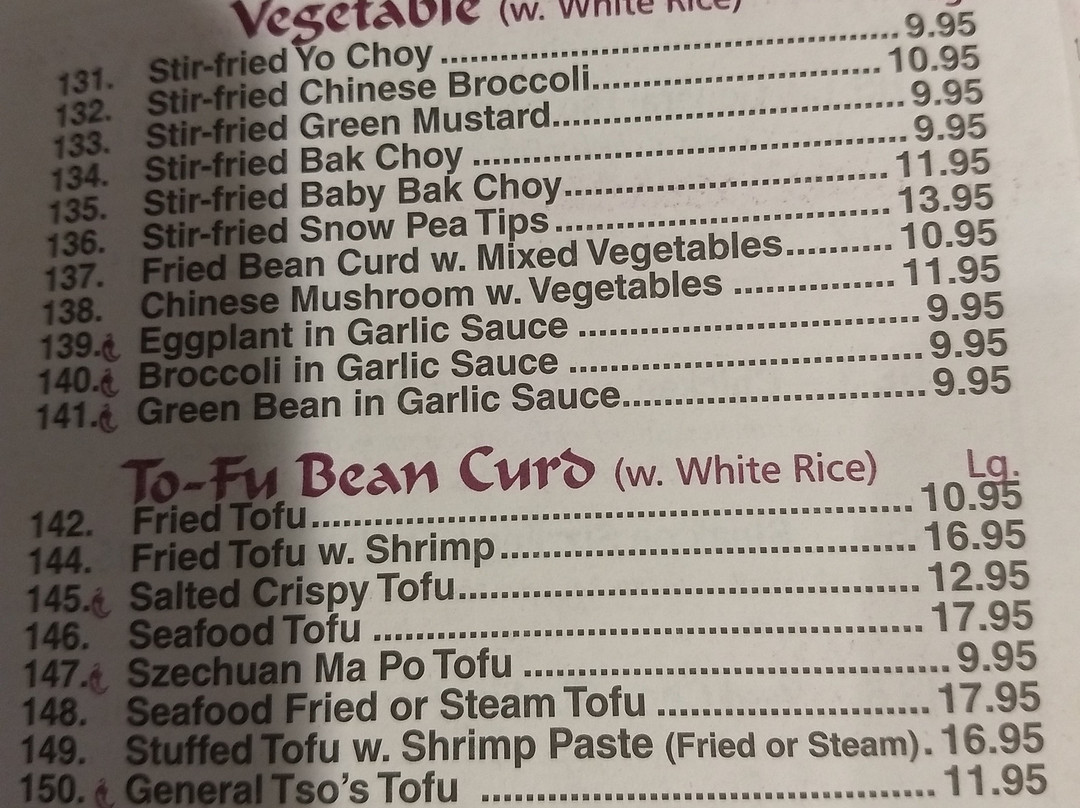 Vegetable (w. White Rice)
131. Stir-fried Yo Choy ........ 9.95
132. Stir-fried Chinese Broccoli........ 10.95
133. Stir-fried Green Mustard........ 9.95
134. Stir-fried Bak Choy ........ 9.95
135. Stir-fried Baby Bak Choy........ 11.95
136. Stir-fried Snow Pea Tips ........ 13.95
137. Fried Bean Curd w. Mixed Vegetables........ 10.95
138. Chinese Mushroom w. Vegetables ........ 11.95
139. Eggplant in Garlic Sauce ........ 9.95
140. Broccoli in Garlic Sauce ........ 9.95
141. Green Bean in Garlic Sauce........ 9.95
To-Fu Bean Curd (w. White Rice) Lg.
142. Fried Tofu........ 10.95
144. Fried Tofu w. Shrimp........ 16.95
145. Salted Crispy Tofu........ 12.95
146. Seafood Tofu ........ 17.95
147. Szechuan Ma Po Tofu ........ 9.95
148. Seafood Fried or Steam Tofu ........ 17.95
149. Stuffed Tofu w. Shrimp Paste (Fried or Steam). 16.95
150. General Tso's Tofu ........ 11.95